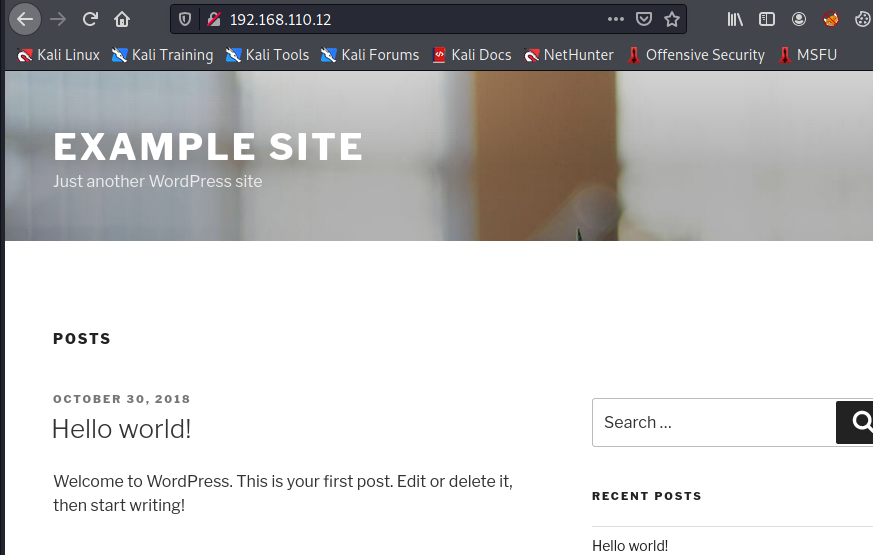 192.168.110.12
Kali Linux Kali Training Kali Tools Kali Forums Kali Docs NetHunter Offensive Security MSFU
EXAMPLE SITE
Just another WordPress site
POSTS
OCTOBER 30, 2018
Hello world!
Welcome to WordPress. This is your first post. Edit or delete it,
then start writing!
Search …
RECENT POSTS
Hello world!